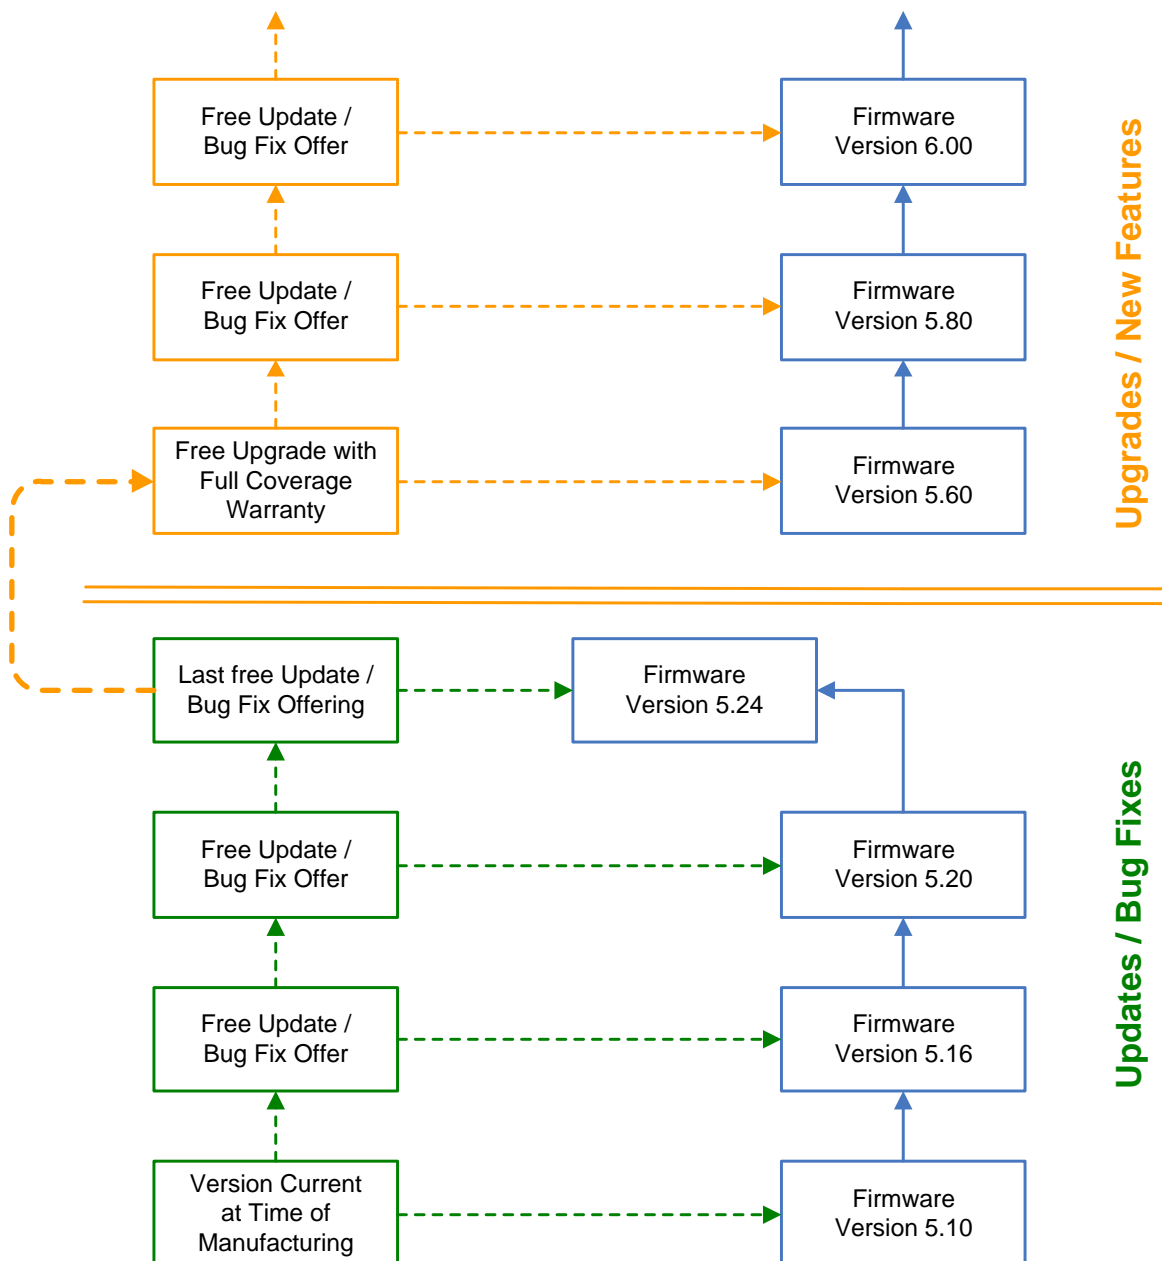 Free Update /
Bug Fix Offer
Firmware
Version 6.00
Free Update /
Bug Fix Offer
Firmware
Version 5.80
Free Upgrade with
Full Coverage
Warranty
Firmware
Version 5.60
Upgrades / New Features
Last free Update /
Bug Fix Offering
Firmware
Version 5.24
Free Update /
Bug Fix Offer
Firmware
Version 5.20
Free Update /
Bug Fix Offer
Firmware
Version 5.16
Version Current
at Time of
Manufacturing
Firmware
Version 5.10
Updates / Bug Fixes